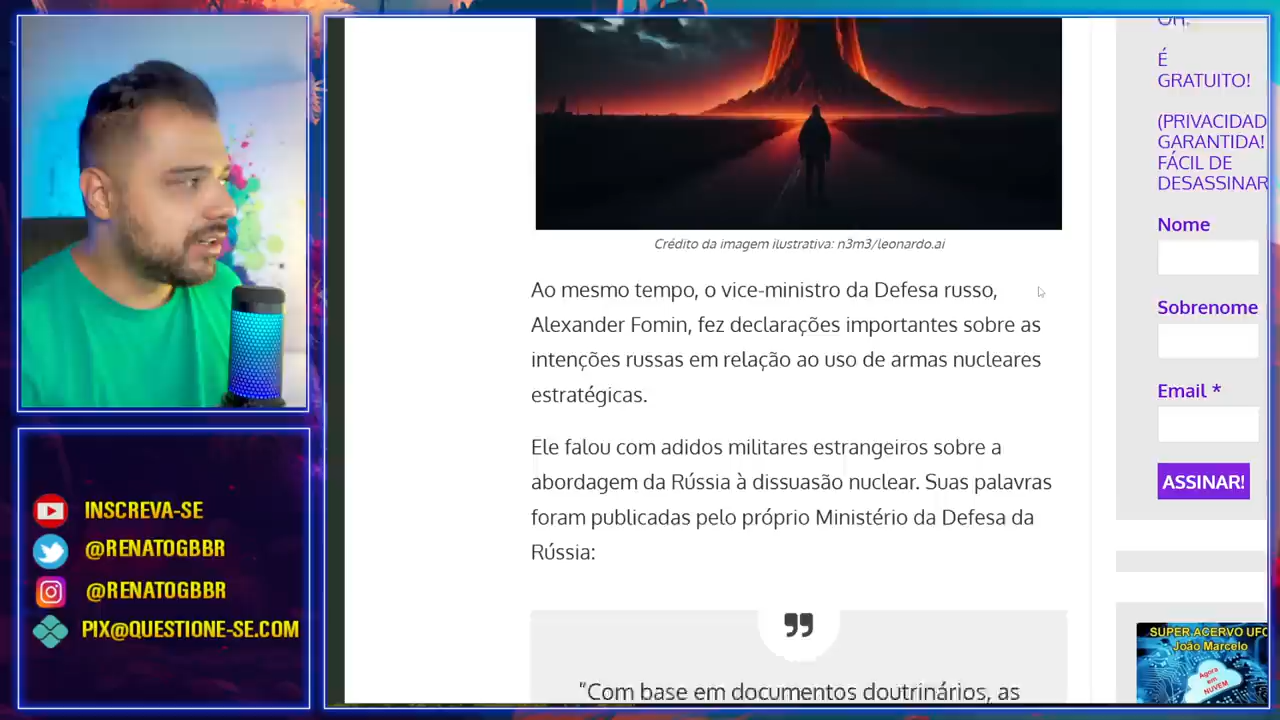 INSCREVA-SE
@RENATOGBBR
@RENATOGBBR
PIX@QUESTIONE-SE.COM
Crédito da imagem ilustrativa: n3m3/leonardo.ai
Ao mesmo tempo, o vice-ministro da Defesa russo,
Alexander Fomin, fez declarações importantes sobre as
intenções russas em relação ao uso de armas nucleares
estratégicas.
Ele falou com adidos militares estrangeiros sobre a
abordagem da Rússia à dissuasão nuclear. Suas palavras
foram publicadas pelo próprio Ministério da Defesa da
Rússia:
"Com base em documentos doutrinários, as
É
GRATUITO!
(PRIVACIDAD
GARANTIDA!
FÁCIL DE
DESASSINAR
Nome
Sobrenome
Email *
ASSINAR!
SUPER ACERVO UFO
João Marcelo
Agora
em
NUVEM